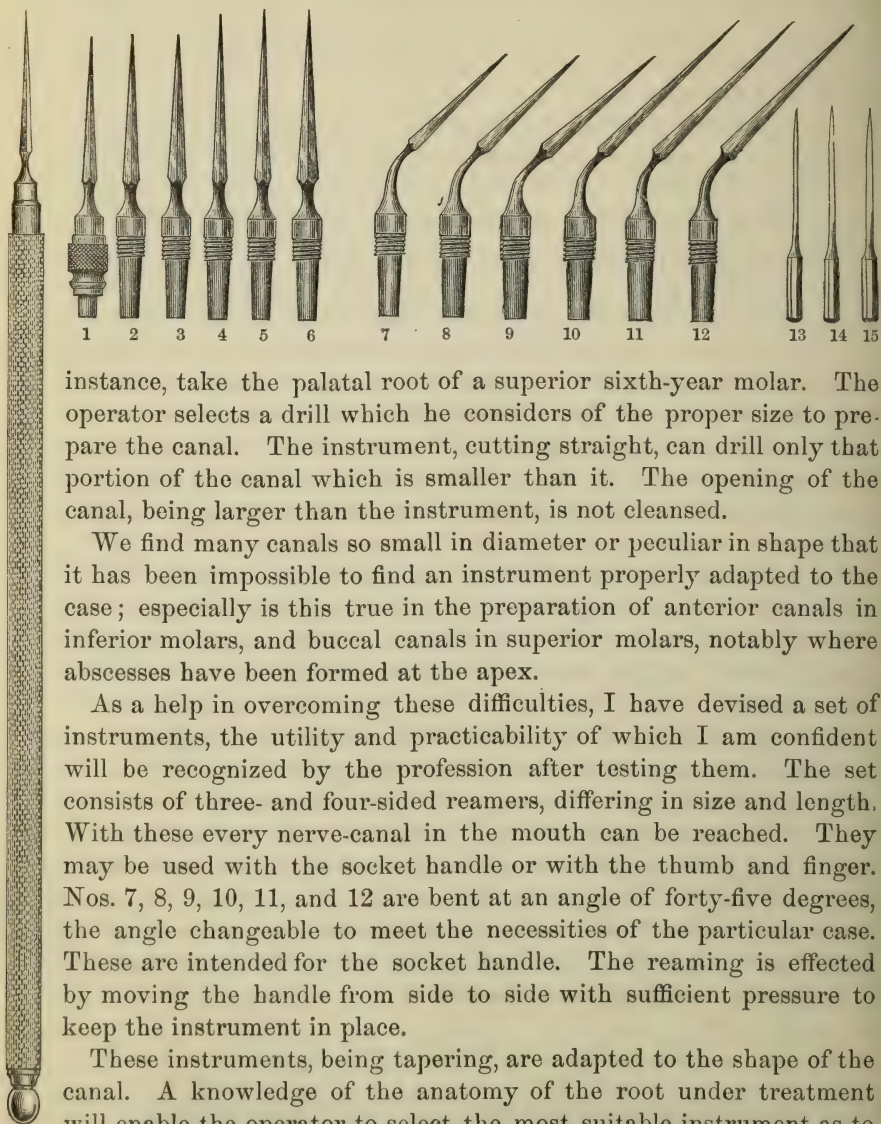 1 2 3 4 5 6 7 8 9 10 11 12 13 14 15
instance, take the palatal root of a superior sixth-year molar. The
operator selects a drill which he considers of the proper size to pre-
pare the canal. The instrument, cutting straight, can drill only that
portion of the canal which is smaller than it. The opening of the
canal, being larger than the instrument, is not cleansed.
We find many canals so small in diameter or peculiar in shape that
it has been impossible to find an instrument properly adapted to the
case; especially is this true in the preparation of anterior canals in
inferior molars, and buccal canals in superior molars, notably where
abscesses have been formed at the apex.
As a help in overcoming these difficulties, I have devised a set of
instruments, the utility and practicability of which I am confident
will be recognized by the profession after testing them. The set
consists of three- and four-sided reamers, differing in size and length.
With these every nerve-canal in the mouth can be reached. They
may be used with the socket handle or with the thumb and finger.
Nos. 7, 8, 9, 10, 11, and 12 are bent at an angle of forty-five degrees,
the angle changeable to meet the necessities of the particular case.
These are intended for the socket handle. The reaming is effected
by moving the handle from side to side with sufficient pressure to
keep the instrument in place.
These instruments, being tapering, are adapted to the shape of the
canal. A knowledge of the anatomy of the root under treatment
will enable the operator to select the most suitable instrument as to